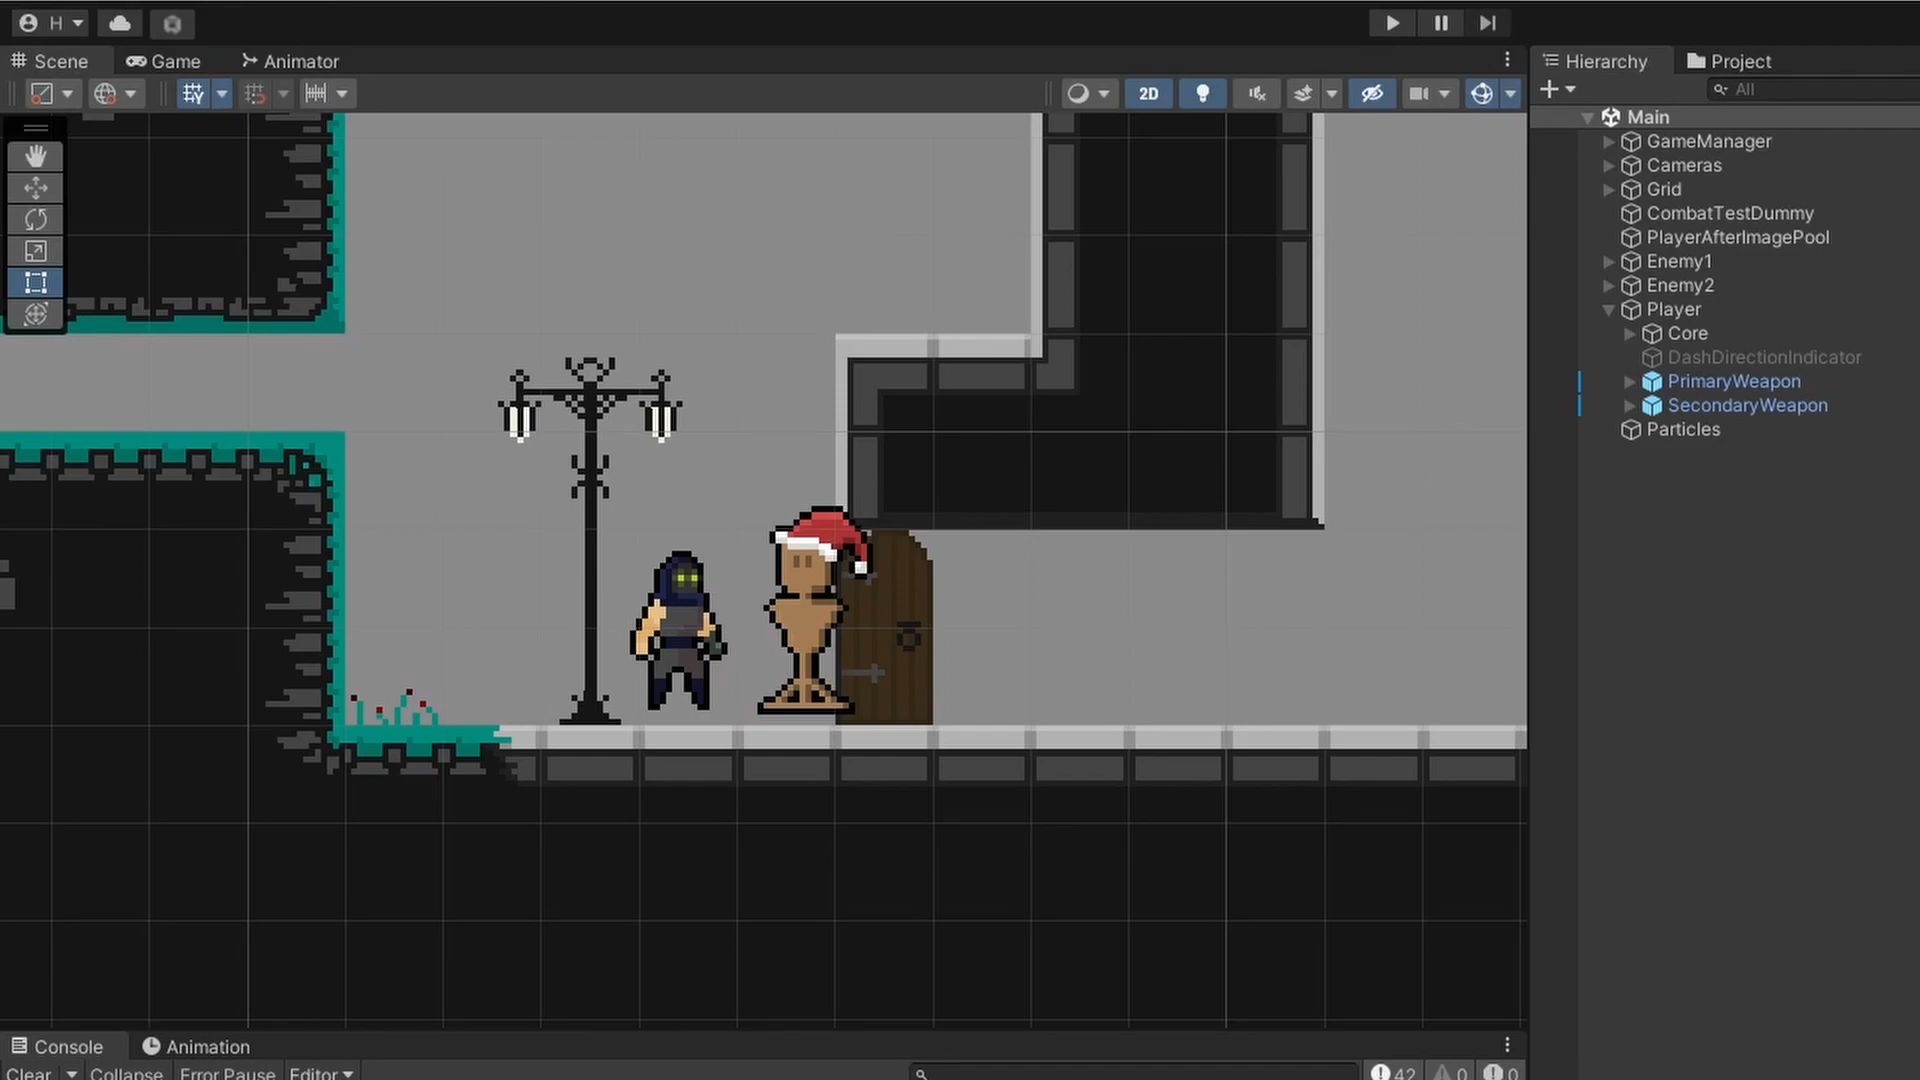 H
Scene
Game
Animator
Hierarchy
Project
2D
All
Main
GameManager
Cameras
Grid
CombatTestDummy
PlayerAfterImagePool
Enemy1
Enemy2
Player
Core
DashDirectionIndicator
PrimaryWeapon
SecondaryWeapon
Particles
Console
Animation
Clear
Collapse
Error Pause
Editor
42
0
0